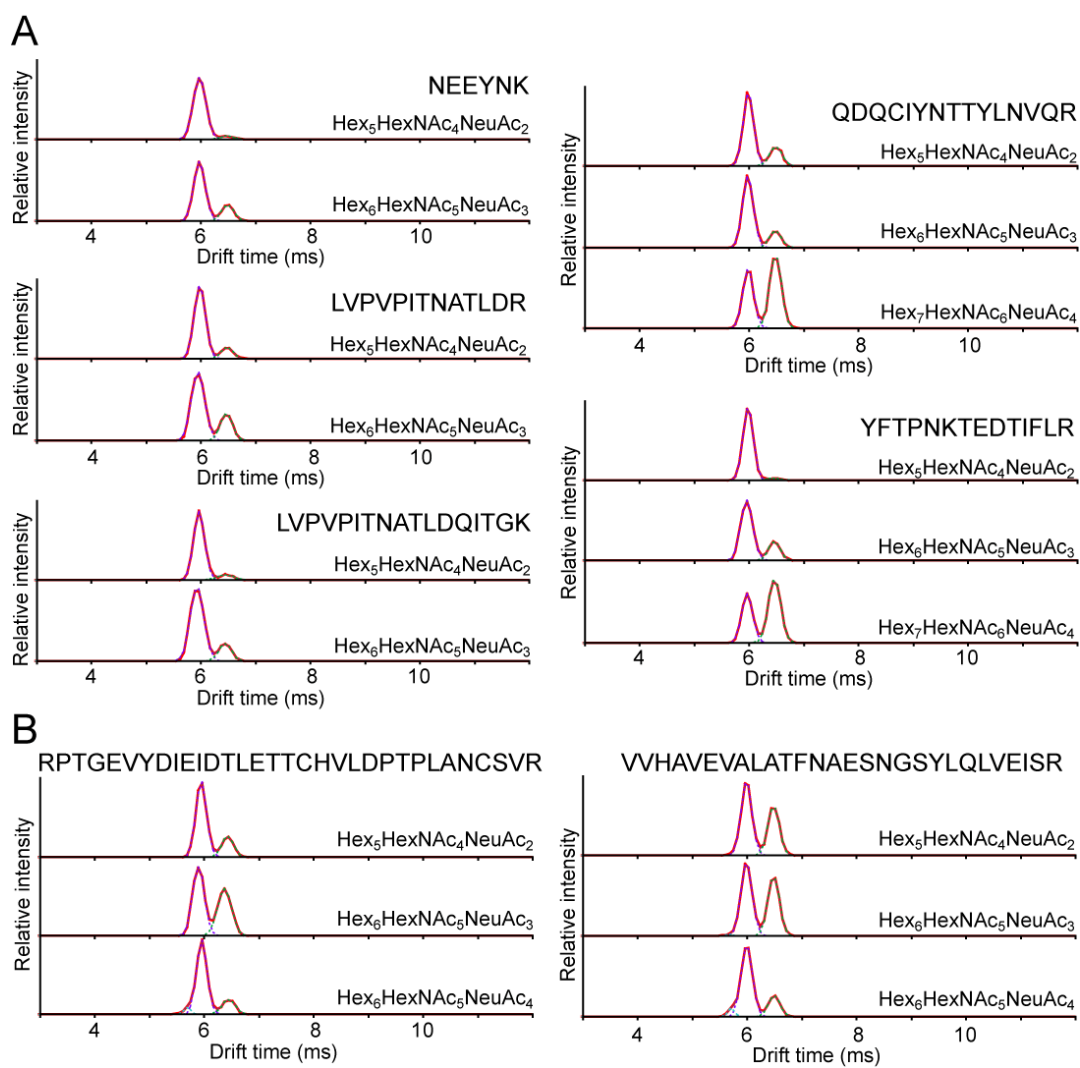 A
Relative intensity
NEEYNK
Hex5HexNAc4NeuAc2
Hex6HexNAc5NeuAc3
4 6 8 10
Drift time (ms)
Relative intensity
LVPVPITNATLDR
Hex5HexNAc4NeuAc2
Hex6HexNAc5NeuAc3
4 6 8 10
Drift time (ms)
Relative intensity
LVPVPITNATLDQITGK
Hex5HexNAc4NeuAc2
Hex6HexNAc5NeuAc3
4 6 8 10
Drift time (ms)
Relative intensity
QDQCIYNTTYLNVQR
Hex5HexNAc4NeuAc2
Hex6HexNAc5NeuAc3
Hex7HexNAc6NeuAc4
4 6 8 10
Drift time (ms)
Relative intensity
YFTPNKTEDTIFLR
Hex5HexNAc4NeuAc2
Hex6HexNAc5NeuAc3
Hex7HexNAc6NeuAc4
4 6 8 10
Drift time (ms)
B
RPTGEVYDIEIDTLETTCHVLDPTPLANCSVR
Relative intensity
Hex5HexNAc4NeuAc2
Hex6HexNAc5NeuAc3
Hex6HexNAc5NeuAc4
4 6 8 10
Drift time (ms)
VVHAVEVALATFNAESNGSYLQLVEISR
Relative intensity
Hex5HexNAc4NeuAc2
Hex6HexNAc5NeuAc3
Hex6HexNAc5NeuAc4
4 6 8 10
Drift time (ms)